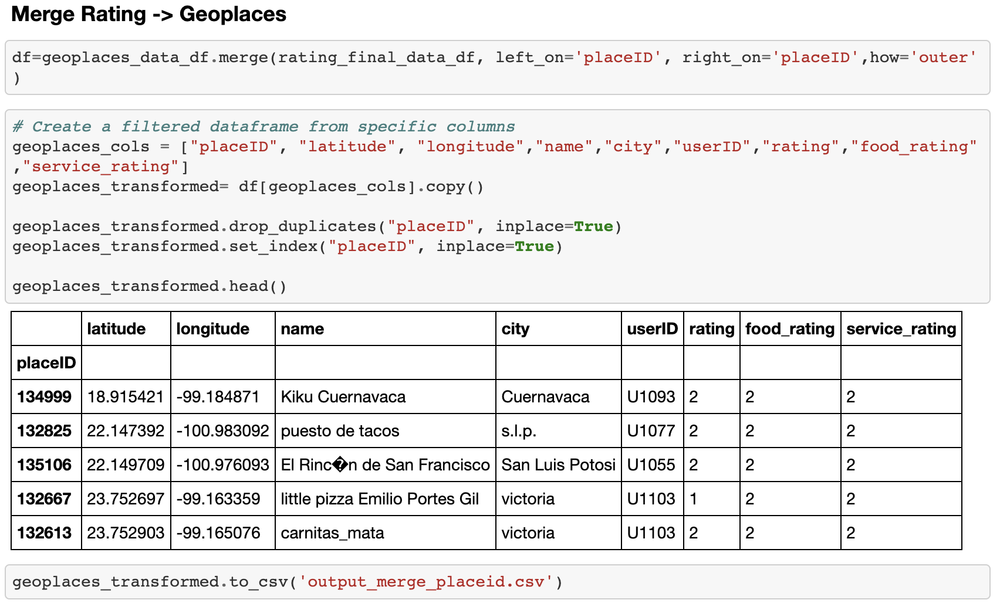 Merge Rating -> Geoplaces
df=geoplaces_data_df.merge(rating_final_data_df, left_on='placeID', right_on='placeID',how='outer'
)
# Create a filtered dataframe from specific columns
geoplaces_cols = ["placeID", "latitude", "longitude","name","city","userID","rating","food_rating"
,"service_rating"]
geoplaces_transformed= df[geoplaces_cols].copy()
geoplaces_transformed.drop_duplicates("placeID", inplace=True)
geoplaces_transformed.set_index("placeID", inplace=True)
geoplaces_transformed.head()
latitude longitude name city userID rating food_rating service_rating
placeID
134999 18.915421 -99.184871 Kiku Cuernavaca Cuernavaca U1093 2 2 2
132825 22.147392 -100.983092 puesto de tacos s.l.p. U1077 2 2 2
135106 22.149709 -100.976093 El Rinc�n de San Francisco San Luis Potosi U1055 2 2 2
132667 23.752697 -99.163359 little pizza Emilio Portes Gil victoria U1103 1 2 2
132613 23.752903 -99.165076 carnitas_mata victoria U1103 2 2 2
geoplaces_transformed.to_csv('output_merge_placeid.csv')